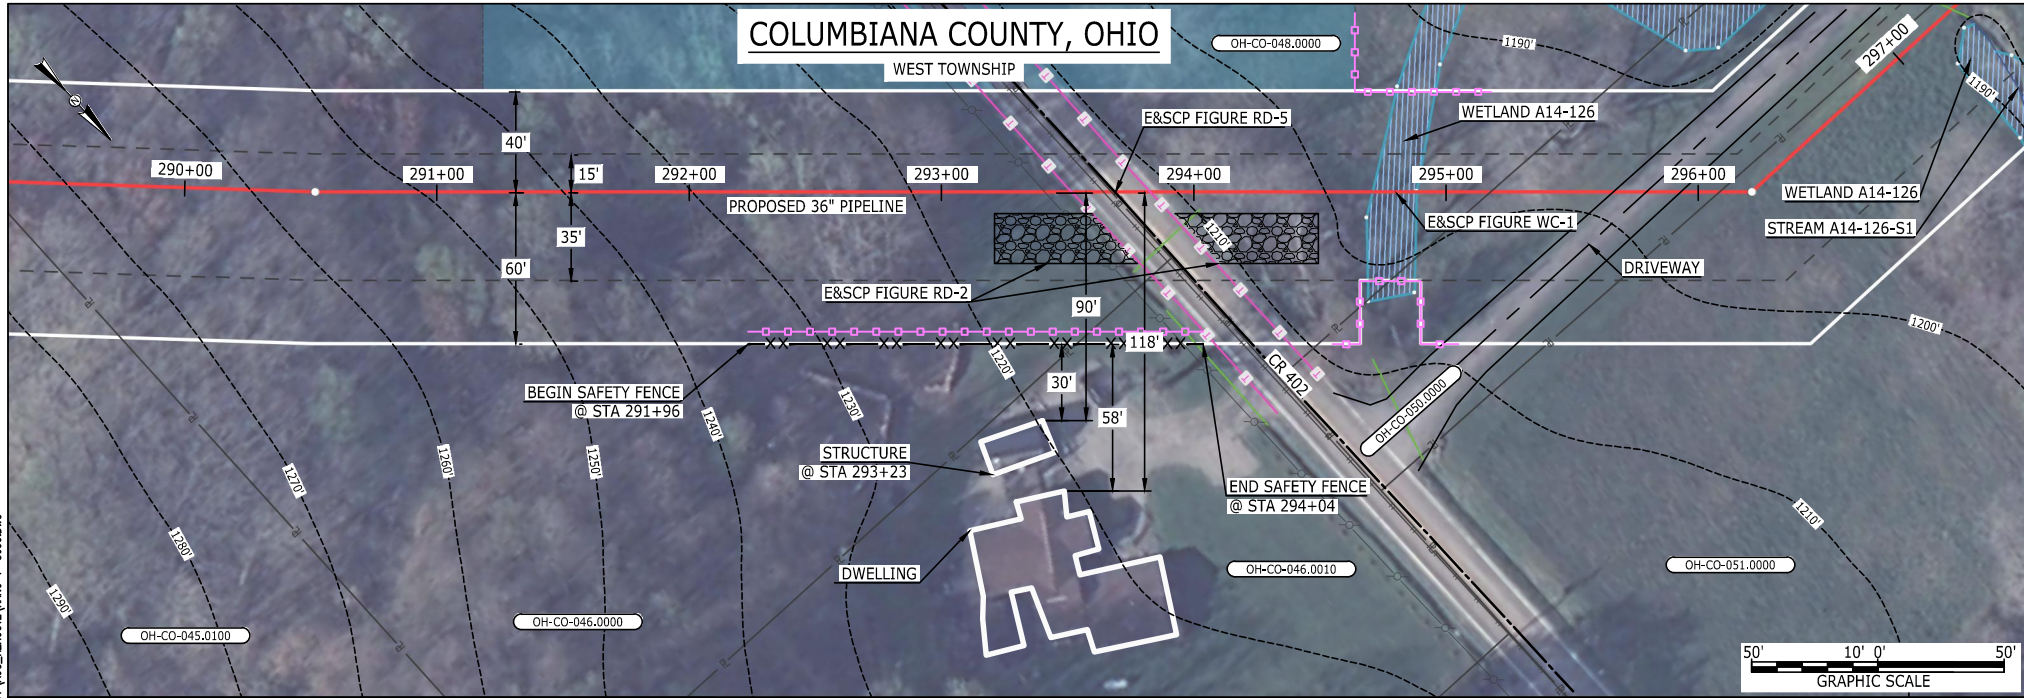 COLUMBIANA COUNTY, OHIO
WEST TOWNSHIP
OH-CO-048.0000
1190'
297+00
1190'
40'
15'
290+00
291+00
292+00
293+00
294+00
295+00
296+00
E&SCP FIGURE RD-5
WETLAND A14-126
WETLAND A14-126
PROPOSED 36" PIPELINE
E&SCP FIGURE WC-1
STREAM A14-126-S1
35'
60'
1210'
DRIVEWAY
E&SCP FIGURE RD-2
90'
118'
1200'
30'
58'
1220'
CR 402
BEGIN SAFETY FENCE
@ STA 291+96
1230'
1240'
1250'
1260'
1270'
1280'
1290'
OH-CO-050.0000
STRUCTURE
@ STA 293+23
END SAFETY FENCE
@ STA 294+04
1210'
DWELLING
OH-CO-046.0010
OH-CO-051.0000
OH-CO-045.0100
OH-CO-046.0000
50' 10' 0' 50'
GRAPHIC SCALE